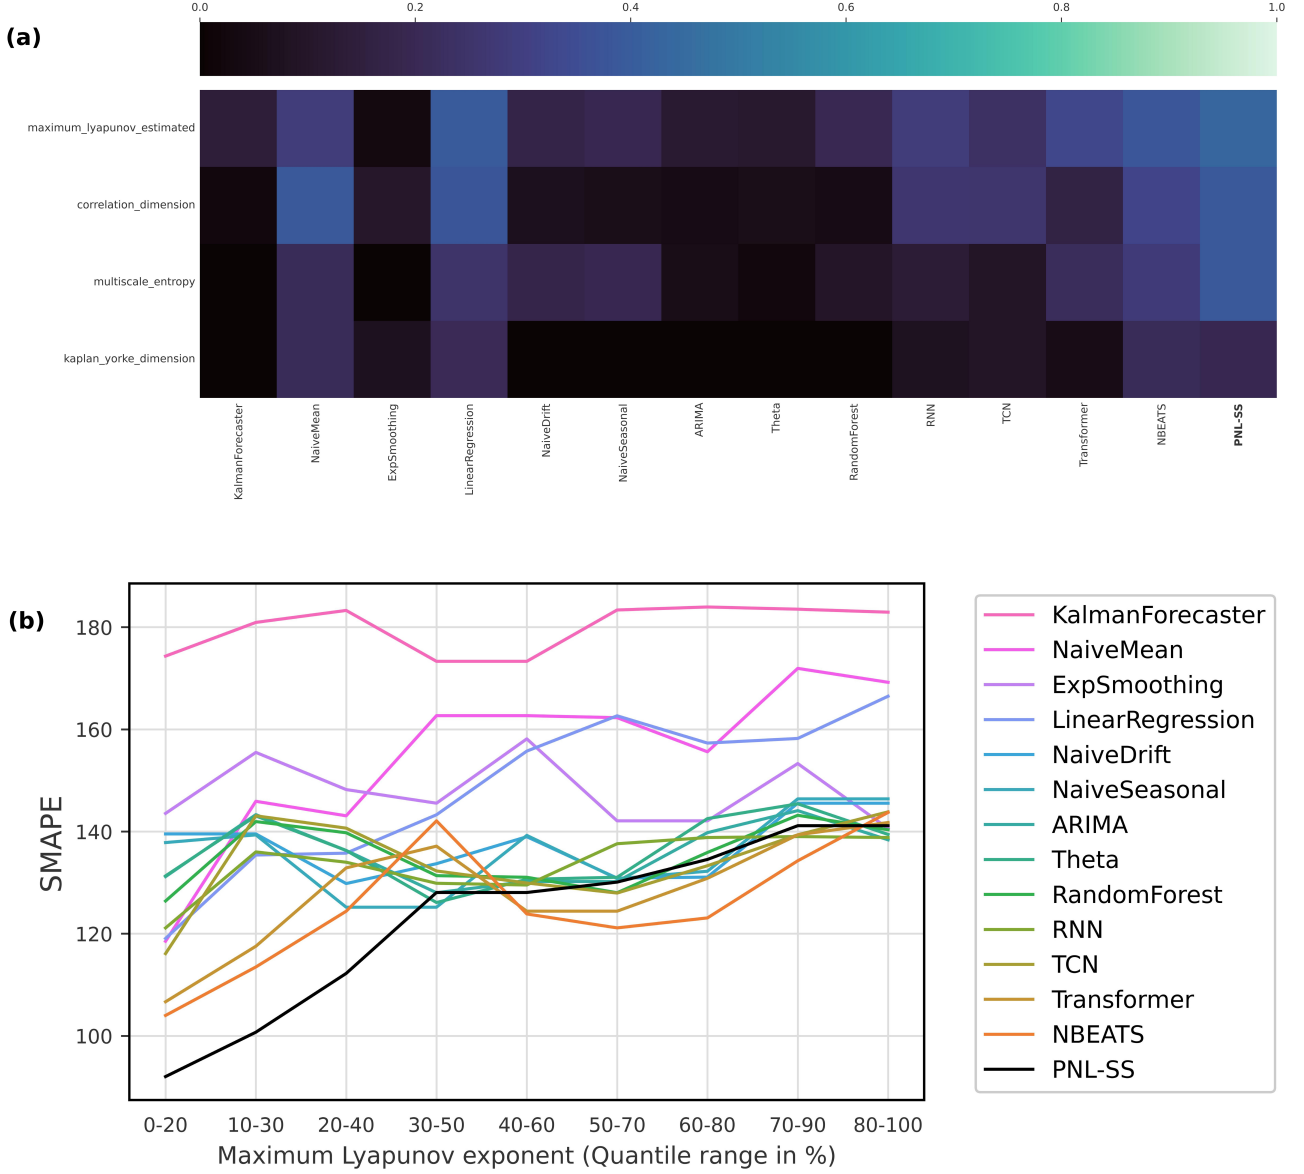 0.0 0.2 0.4 0.6 0.8 1.0
(a)
maximum_lyapunov_estimated
correlation_dimension
multiscale_entropy
kaplan_yorke_dimension
KalmanForecaster
NaiveMean
ExpSmoothing
LinearRegression
NaiveDrift
NaiveSeasonal
ARIMA
Theta
RandomForest
RNN
TCN
Transformer
NBEATS
PNL-SS
(b)
SMAPE
180
160
140
120
100
0-20 10-30 20-40 30-50 40-60 50-70 60-80 70-90 80-100
Maximum Lyapunov exponent (Quantile range in %)
KalmanForecaster
NaiveMean
ExpSmoothing
LinearRegression
NaiveDrift
NaiveSeasonal
ARIMA
Theta
RandomForest
RNN
TCN
Transformer
NBEATS
PNL-SS